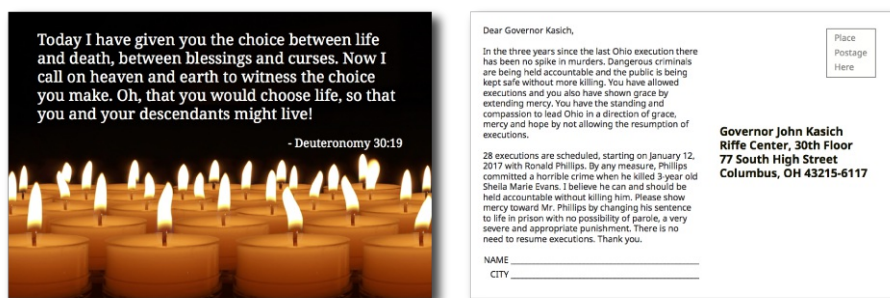 Today I have given you the choice between life
and death, between blessings and curses. Now I
call on heaven and earth to witness the choice
you make. Oh, that you would choose life, so that
you and your descendants might live!
- Deuteronomy 30:19
Dear Governor Kasich,
In the three years since the last Ohio execution there
has been no spike in murders. Dangerous criminals
are being held accountable and the public is being
kept safe without more killing. You have allowed
executions and you also have shown grace by
extending mercy. You have the standing and
compassion to lead Ohio in a direction of grace,
mercy and hope by not allowing the resumption of
executions.
28 executions are scheduled, starting on January 12,
2017 with Ronald Phillips. By any measure, Phillips
committed a horrible crime when he killed 3-year old
Sheila Marie Evans. I believe he can and should be
held accountable without killing him. Please show
mercy toward Mr. Phillips by changing his sentence
to life in prison with no possibility of parole, a very
severe and appropriate punishment. There is no
need to resume executions. Thank you.
NAME
CITY
Place
Postage
Here
Governor John Kasich
Riffe Center, 30th Floor
77 South High Street
Columbus, OH 43215-6117